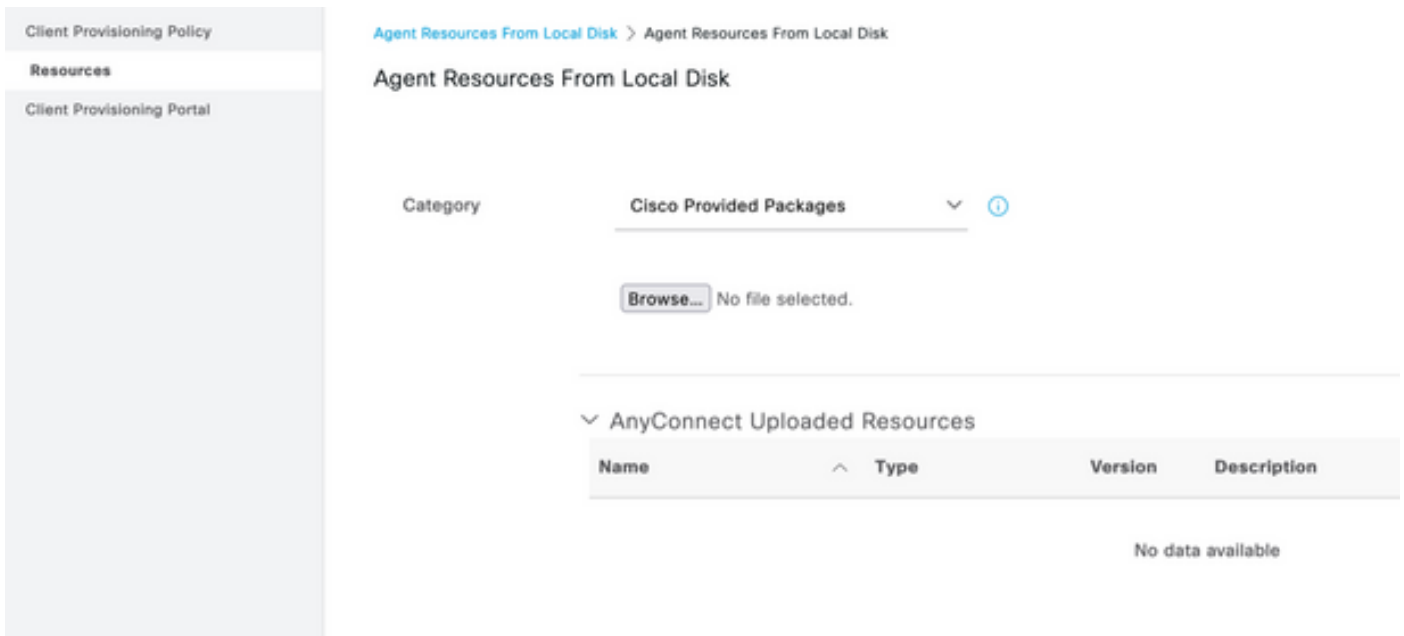 Client Provisioning Policy
Resources
Client Provisioning Portal
Agent Resources From Local Disk > Agent Resources From Local Disk
Agent Resources From Local Disk
Category Cisco Provided Packages
Browse... No file selected.
AnyConnect Uploaded Resources
Name Type Version Description
No data available